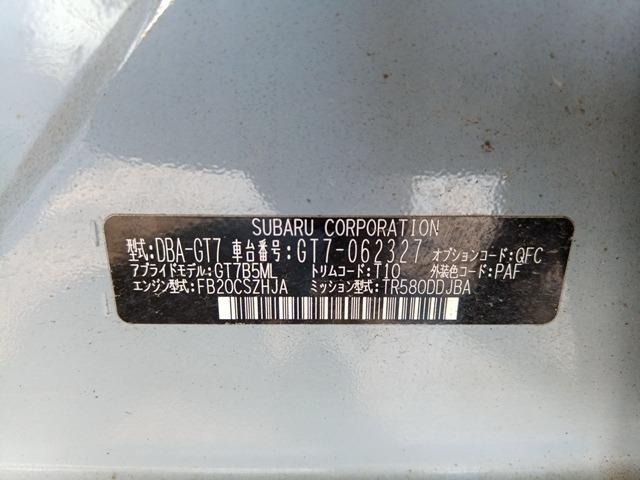 SUBARU CORPORATION
型式:DBA-GT7 車台番号:GT7-062327 オプションコード:QFC
アプライドモデル:GT7B5ML トリムコード:T10 外装色コード:PAF
エンジン型式:FB20CSZHJA ミッション型式:TR580DDJBA